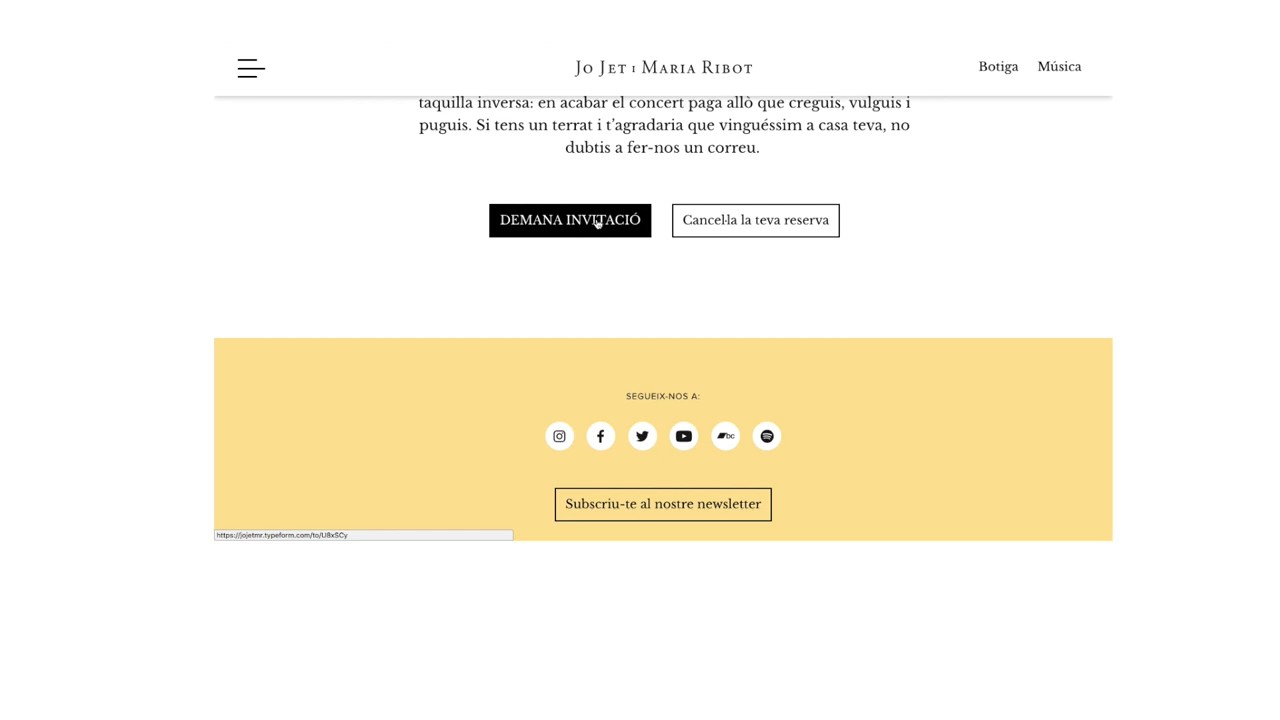 Jo Jet i Maria Ribot
Botiga Música
taquilla inversa: en acabar el concert paga allò que creguis, vulguis i
puguis. Si tens un terrat i t’agradaria que vinguéssim a casa teva, no
dubtis a fer-nos un correu.
DEMANA INVITACIÓ
Cancel·la la teva reserva
SEGUEIX-NOS A:
bc
Subscriu-te al nostre newsletter
https://jojetmr.typeform.com/to/U8xSCy